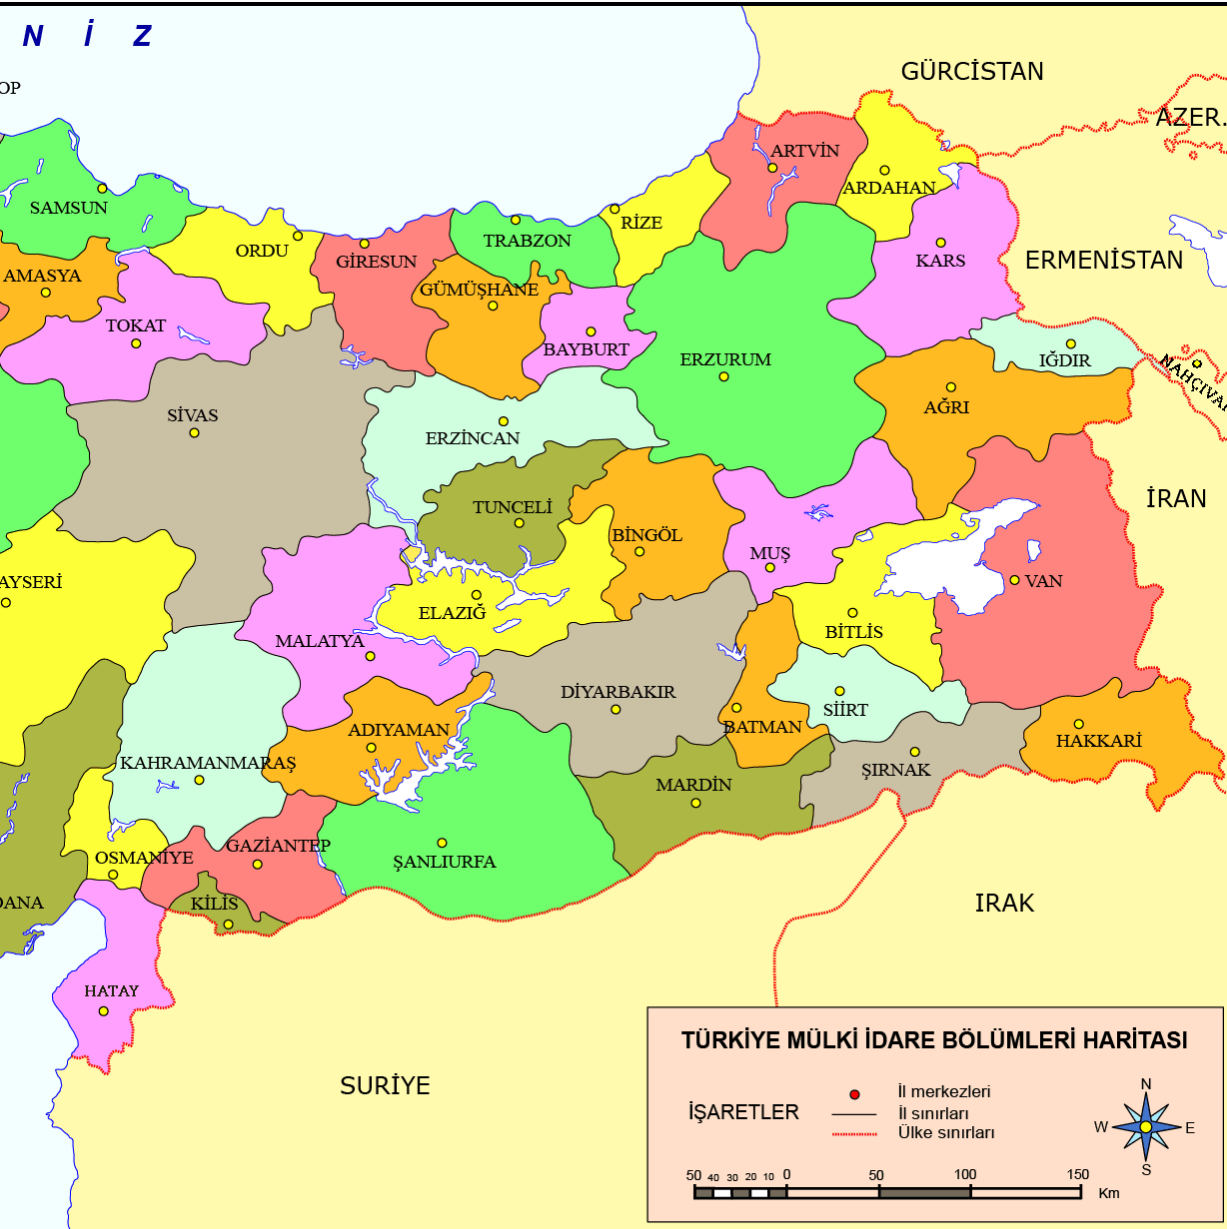 N İ Z
OP
GÜRCİSTAN
AZER.
ARTVİN
ARDAHAN
SAMSUN
ORDU
GİRESUN
TRABZON
RİZE
KARS
ERMENİSTAN
AMASYA
GÜMÜŞHANE
TOKAT
BAYBURT
ERZURUM
IĞDIR
NAHÇIVAN
SİVAS
ERZİNCAN
AĞRI
TUNCELİ
BİNGÖL
MUŞ
İRAN
VAN
AYSERİ
ELAZIĞ
BİTLİS
MALATYA
DİYARBAKIR
SİİRT
ADIYAMAN
BATMAN
HAKKARİ
KAHRAMANMARAŞ
MARDİN
ŞIRNAK
OSMANİYE
GAZİANTEP
ŞANLIURFA
DANA
KİLİS
IRAK
HATAY
SURİYE
TÜRKİYE MÜLKİ İDARE BÖLÜMLERİ HARİTASI
İŞARETLER
İl merkezleri
İl sınırları
Ülke sınırları
N
W E
S
50 40 30 20 10 0 50 100 150
Km